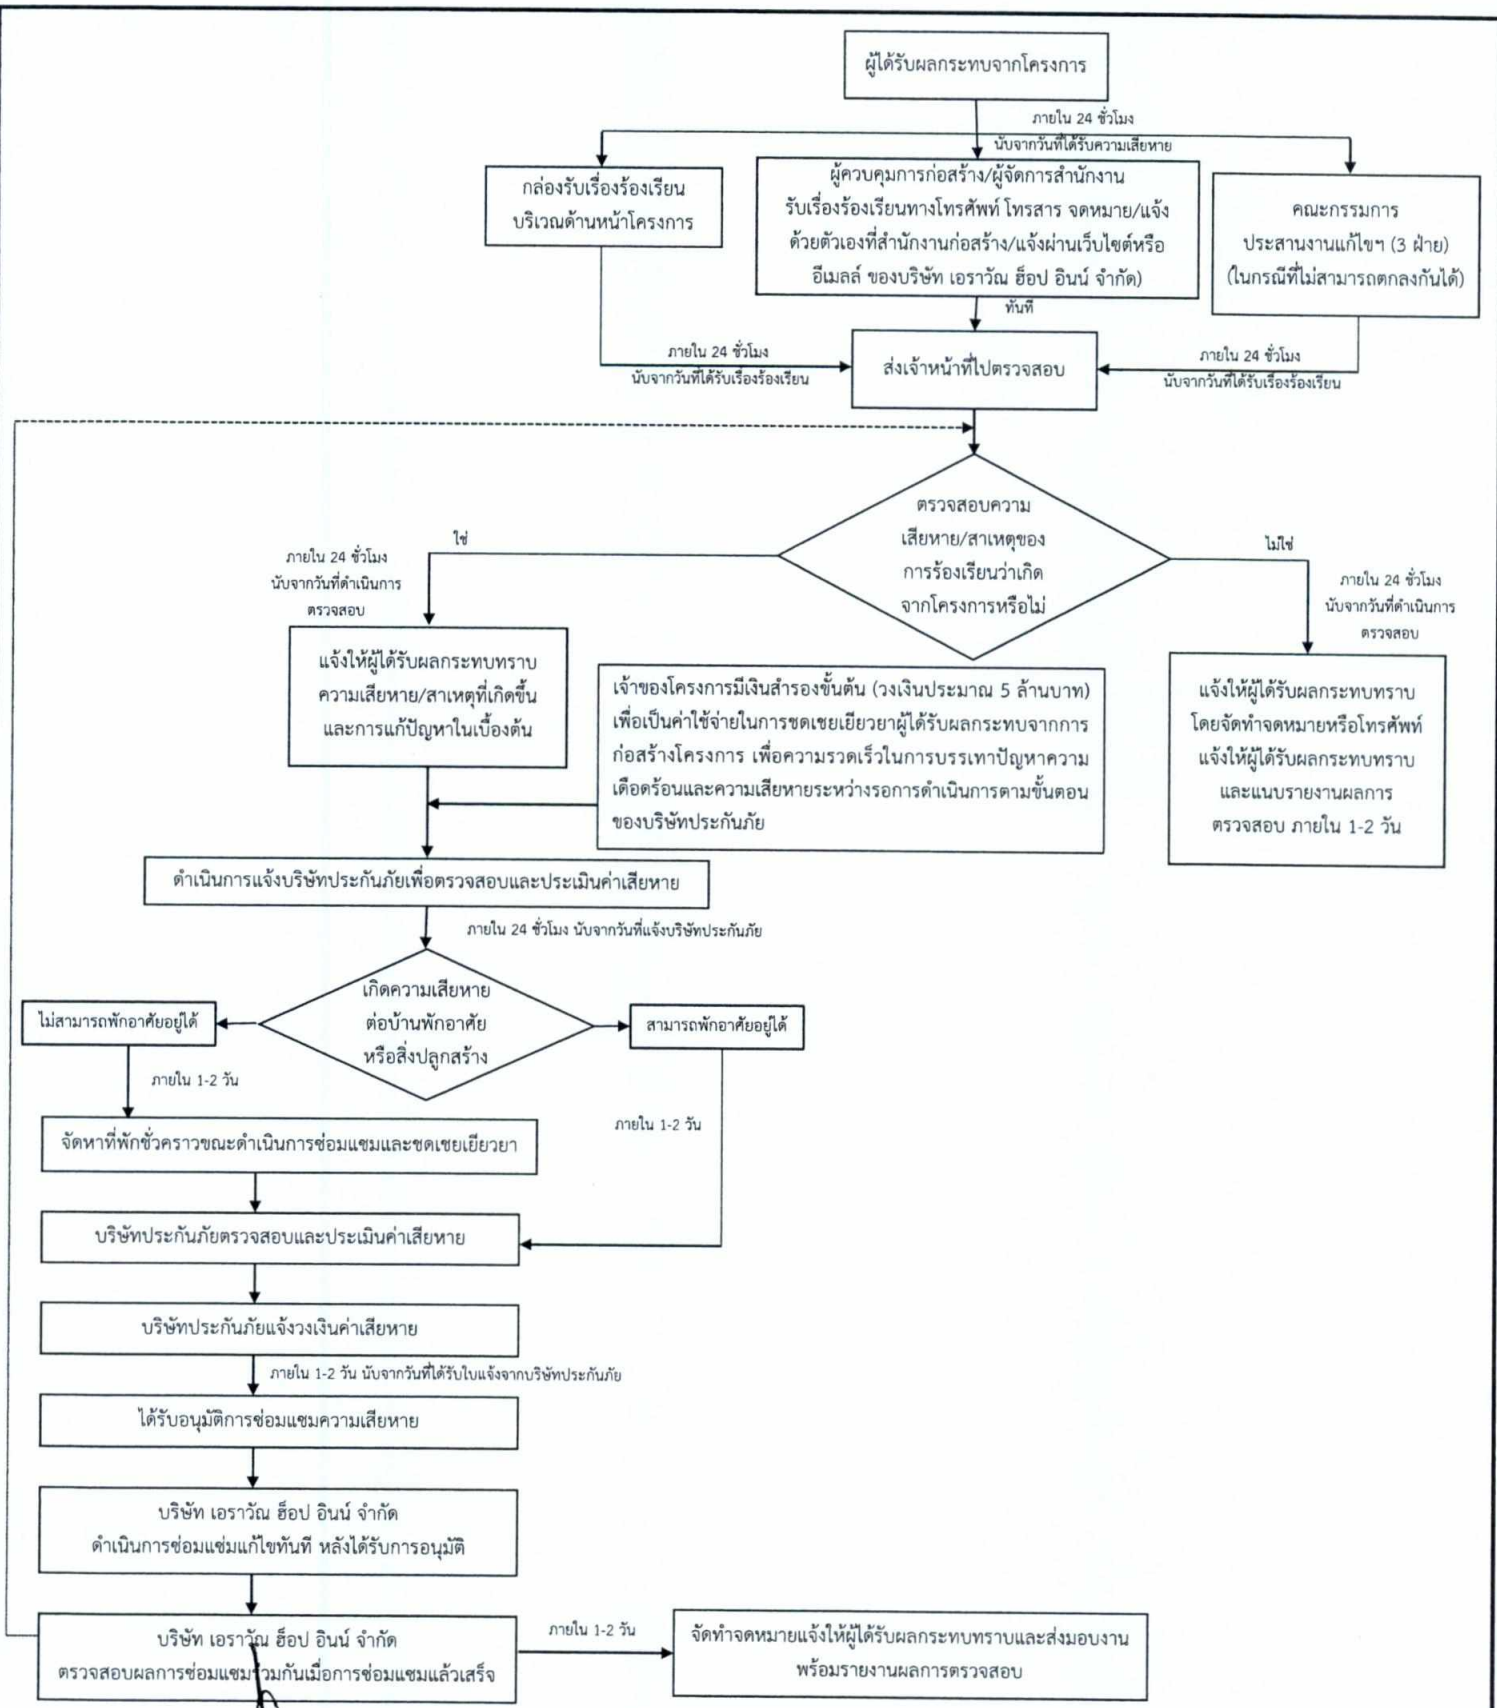 ผู้ได้รับผลกระทบจากโครงการ
ภายใน 24 ชั่วโมง
นับจากวันที่ได้รับความเสียหาย
กล่องรับเรื่องร้องเรียน
บริเวณด้านหน้าโครงการ
ผู้ควบคุมการก่อสร้าง/ผู้จัดการสำนักงาน
รับเรื่องร้องเรียนทางโทรศัพท์ โทรสาร จดหมาย/แจ้ง
ด้วยตัวเองที่สำนักงานก่อสร้าง/แจ้งผ่านเว็บไซต์หรือ
อีเมลล์ ของบริษัท เอราวัณ ฮ็อป อินน์ จำกัด)
คณะกรรมการ
ประสานงานแก้ไขฯ (3 ฝ่าย)
(ในกรณีที่ไม่สามารถตกลงกันได้)
ทันที
ภายใน 24 ชั่วโมง
นับจากวันที่ได้รับเรื่องร้องเรียน
ส่งเจ้าหน้าที่ไปตรวจสอบ
ภายใน 24 ชั่วโมง
นับจากวันที่ได้รับเรื่องร้องเรียน
ตรวจสอบความ
เสียหาย/สาเหตุของ
การร้องเรียนว่าเกิด
จากโครงการหรือไม่
ใช่
ภายใน 24 ชั่วโมง
นับจากวันที่ดำเนินการ
ตรวจสอบ
ไม่ใช่
ภายใน 24 ชั่วโมง
นับจากวันที่ดำเนินการ
ตรวจสอบ
แจ้งให้ผู้ได้รับผลกระทบทราบ
ความเสียหาย/สาเหตุที่เกิดขึ้น
และการแก้ปัญหาในเบื้องต้น
เจ้าของโครงการมีเงินสำรองขั้นต้น (วงเงินประมาณ 5 ล้านบาท)
เพื่อเป็นค่าใช้จ่ายในการชดเชยเยียวยาผู้ได้รับผลกระทบจากการ
ก่อสร้างโครงการ เพื่อความรวดเร็วในการบรรเทาปัญหาความ
เดือดร้อนและความเสียหายระหว่างรอการดำเนินการตามขั้นตอน
ของบริษัทประกันภัย
แจ้งให้ผู้ได้รับผลกระทบทราบ
โดยจัดทำจดหมายหรือโทรศัพท์
แจ้งให้ผู้ได้รับผลกระทบทราบ
และแนบรายงานผลการ
ตรวจสอบ ภายใน 1-2 วัน
ดำเนินการแจ้งบริษัทประกันภัยเพื่อตรวจสอบและประเมินค่าเสียหาย
ภายใน 24 ชั่วโมง นับจากวันที่แจ้งบริษัทประกันภัย
เกิดความเสียหาย
ต่อบ้านพักอาศัย
หรือสิ่งปลูกสร้าง
ไม่สามารถพักอาศัยอยู่ได้
สามารถพักอาศัยอยู่ได้
ภายใน 1-2 วัน
ภายใน 1-2 วัน
จัดหาที่พักชั่วคราวขณะดำเนินการซ่อมแซมและชดเชยเยียวยา
บริษัทประกันภัยตรวจสอบและประเมินค่าเสียหาย
บริษัทประกันภัยแจ้งวงเงินค่าเสียหาย
ภายใน 1-2 วัน นับจากวันที่ได้รับใบแจ้งจากบริษัทประกันภัย
ได้รับอนุมัติการซ่อมแซมความเสียหาย
บริษัท เอราวัณ ฮ็อป อินน์ จำกัด
ดำเนินการซ่อมแซ่มแก้ไขทันที หลังได้รับการอนุมัติ
บริษัท เอราวัณ ฮ็อป อินน์ จำกัด
ตรวจสอบผลการซ่อมแซมร่วมกันเมื่อการซ่อมแซมแล้วเสร็จ
ภายใน 1-2 วัน
จัดทำจดหมายแจ้งให้ผู้ได้รับผลกระทบทราบและส่งมอบงาน
พร้อมรายงานผลการตรวจสอบ